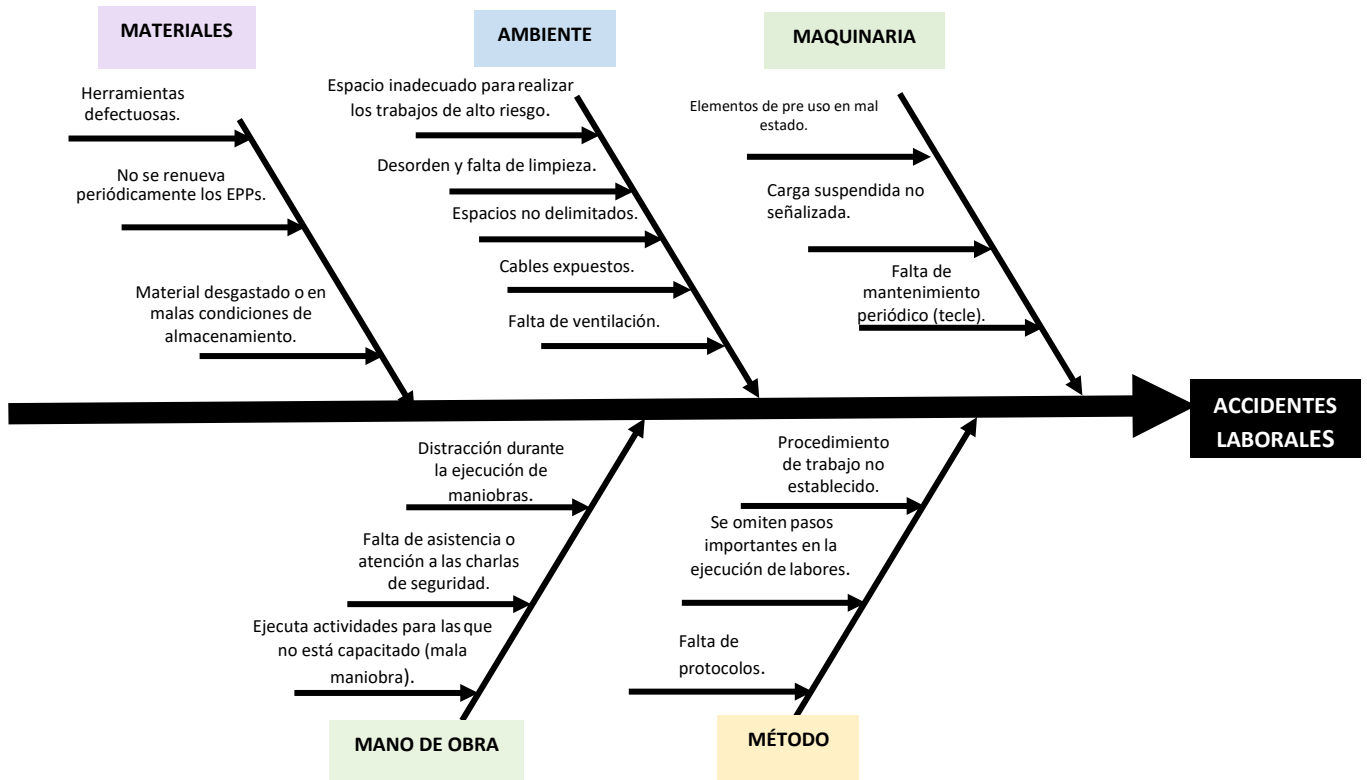 MATERIALES
AMBIENTE
MAQUINARIA
Herramientas
defectuosas.
No se renueva
periódicamente los EPPs.
Material desgastado o en
malas condiciones de
almacenamiento.
Espacio inadecuado para realizar
los trabajos de alto riesgo.
Desorden y falta de limpieza.
Espacios no delimitados.
Cables expuestos.
Falta de ventilación.
Elementos de pre uso en mal
estado.
Carga suspendida no
señalizada.
Falta de
mantenimiento
periódico (tecle).
ACCIDENTES
LABORALES
Distracción durante
la ejecución de
maniobras.
Falta de asistencia o
atención a las charlas
de seguridad.
Ejecuta actividades para las que
no está capacitado (mala
maniobra).
Procedimiento
de trabajo no
establecido.
Se omiten pasos
importantes en la
ejecución de labores.
Falta de
protocolos.
MANO DE OBRA
MÉTODO